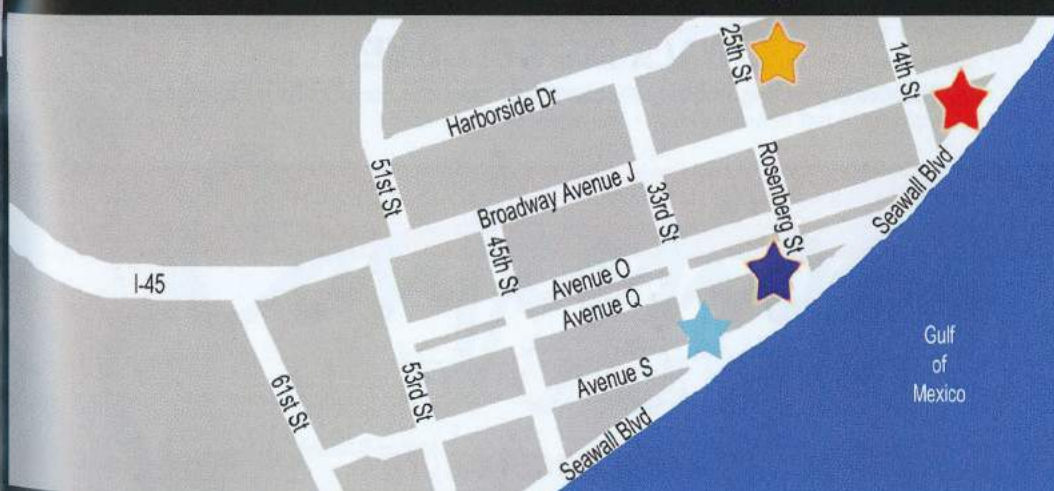 25th St
14th St
Harborside Dr
51st St
Broadway Avenue J
33rd St
Rosenberg St
Seawall Blvd
I-45
45th St
Avenue O
Avenue Q
61st St
53rd St
Avenue S
Seawall Blvd
Gulf
of
Mexico